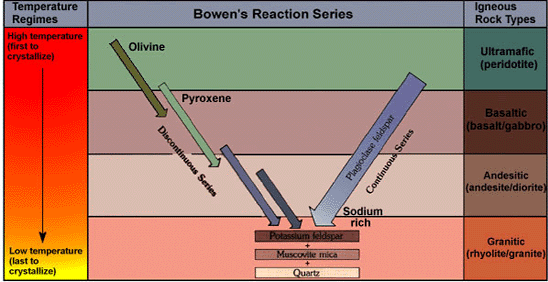 Temperature
Regimes
Bowen's Reaction Series
Igneous
Rock Types
High temperature
(first to
crystallize)
Olivine
Pyroxene
Discontinuous Series
Plagioclase feldspar
Continuous Series
Sodium
rich
Potassium feldspar
+
Muscovite mica
+
Quartz
Low temperature
(last to
crystallize)
Ultramafic
(peridotite)
Basaltic
(basalt/gabbro)
Andesitic
(andesite/diorite)
Granitic
(rhyolite/granite)